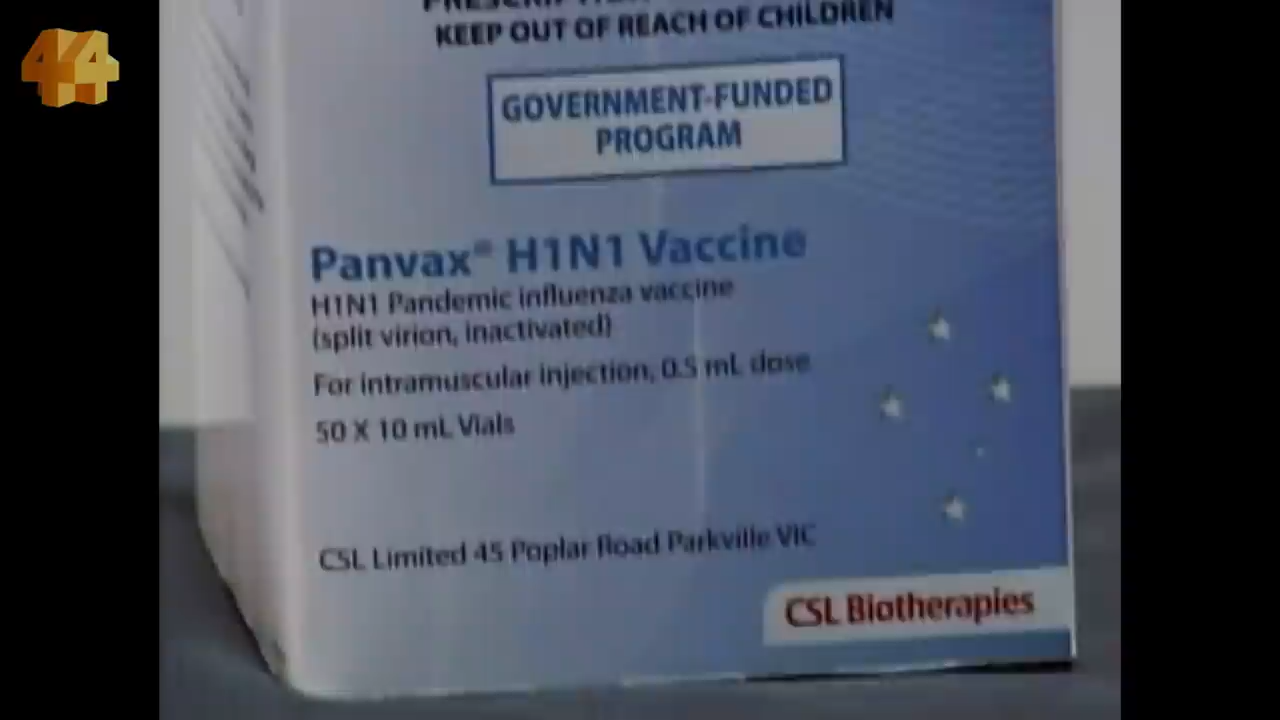 44
KEEP OUT OF REACH OF CHILDREN
GOVERNMENT-FUNDED
PROGRAM
Panvax® H1N1 Vaccine
H1N1 Pandemic influenza vaccine
(split virion, inactivated)
For intramuscular injection, 0.5 mL dose
50 X 10 mL Vials
CSL Limited 45 Poplar Road Parkville VIC
CSL Biotherapies